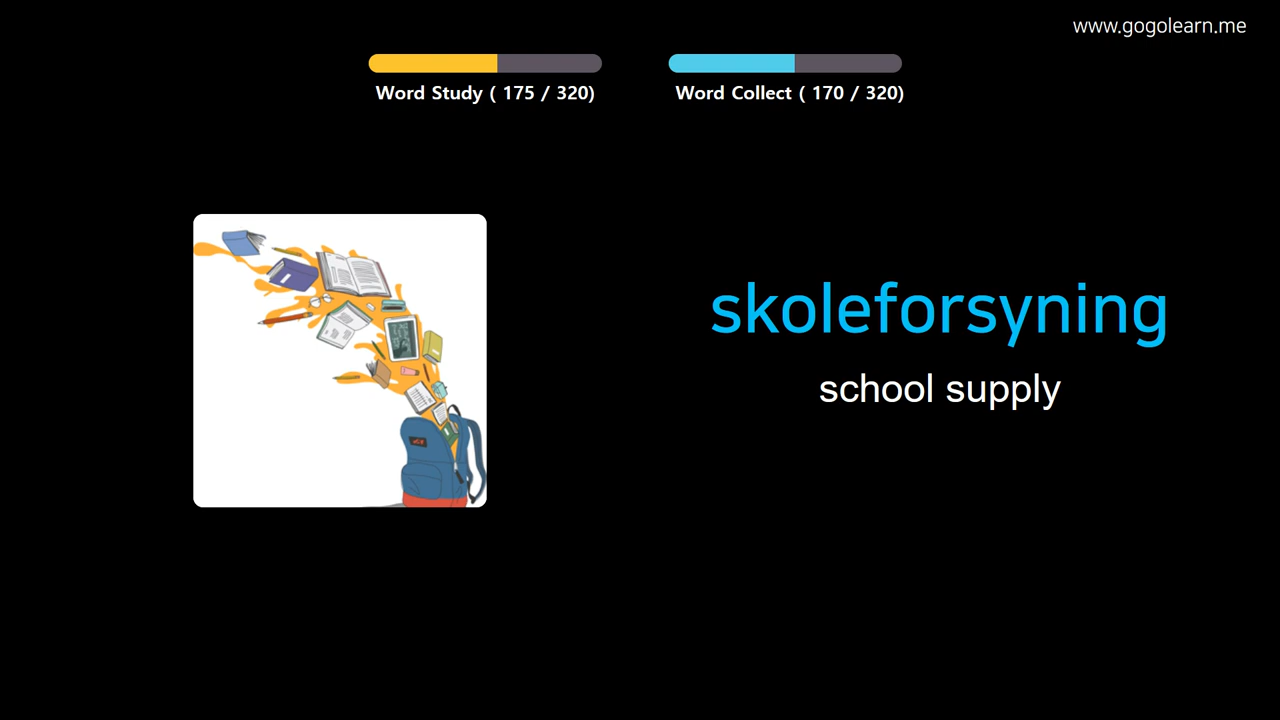 www.gogolearn.me
Word Study ( 175 / 320)
Word Collect ( 170 / 320)
skoleforsyning
school supply